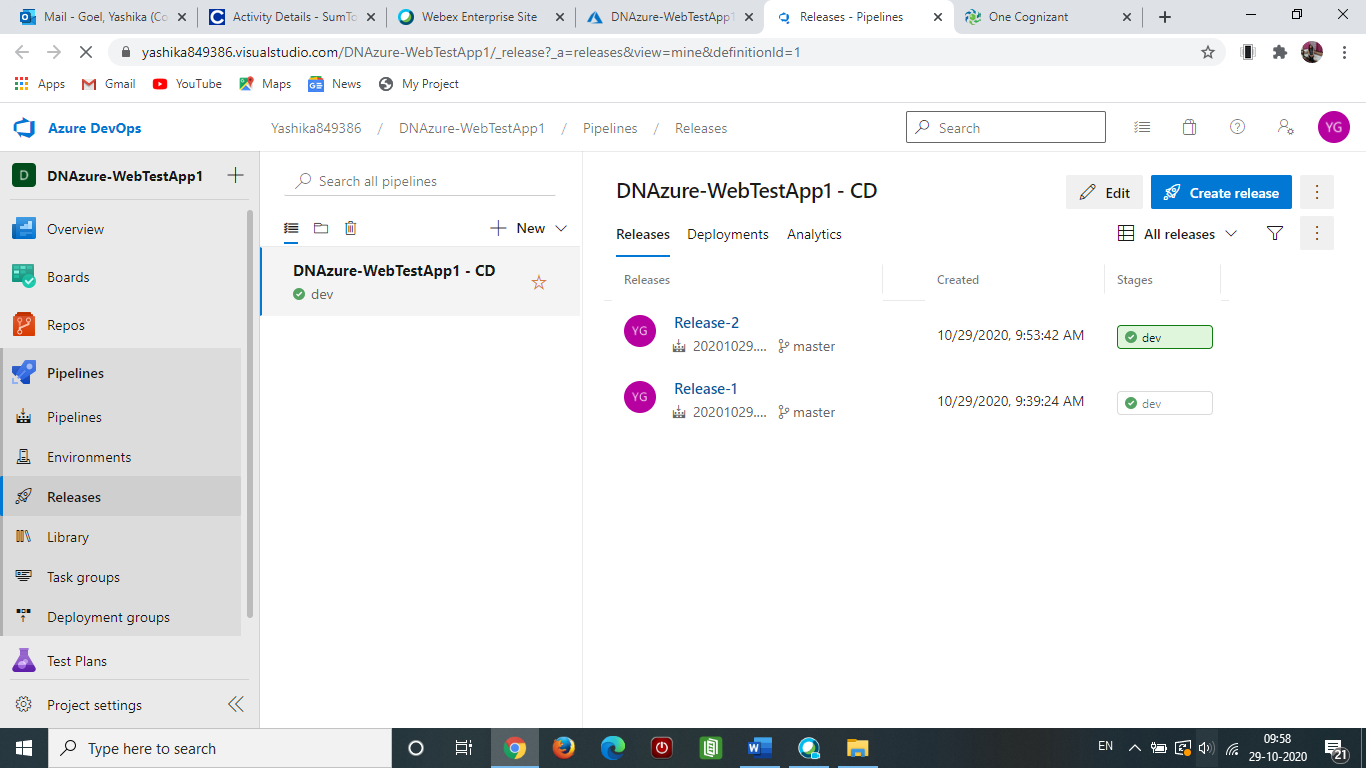 Mail - Goel, Yashika (Co
Activity Details - SumTo
Webex Enterprise Site
DNAzure-WebTestApp1
Releases - Pipelines
One Cognizant
yashika849386.visualstudio.com/DNAzure-WebTestApp1/_release?_a=releases&view=mine&definitionId=1
Apps
Gmail
YouTube
Maps
News
My Project
Azure DevOps
Yashika849386 / DNAzure-WebTestApp1 / Pipelines / Releases
Search
YG
D
DNAzure-WebTestApp1
Overview
Boards
Repos
Pipelines
Pipelines
Environments
Releases
Library
Task groups
Deployment groups
Test Plans
Project settings
Search all pipelines
New
DNAzure-WebTestApp1 - CD
dev
DNAzure-WebTestApp1 - CD
Edit
Create release
Releases
Deployments
Analytics
All releases
Releases
Created
Stages
YG
Release-2
20201029....
master
10/29/2020, 9:53:42 AM
dev
YG
Release-1
20201029....
master
10/29/2020, 9:39:24 AM
dev
Type here to search
EN
09:58
29-10-2020
21